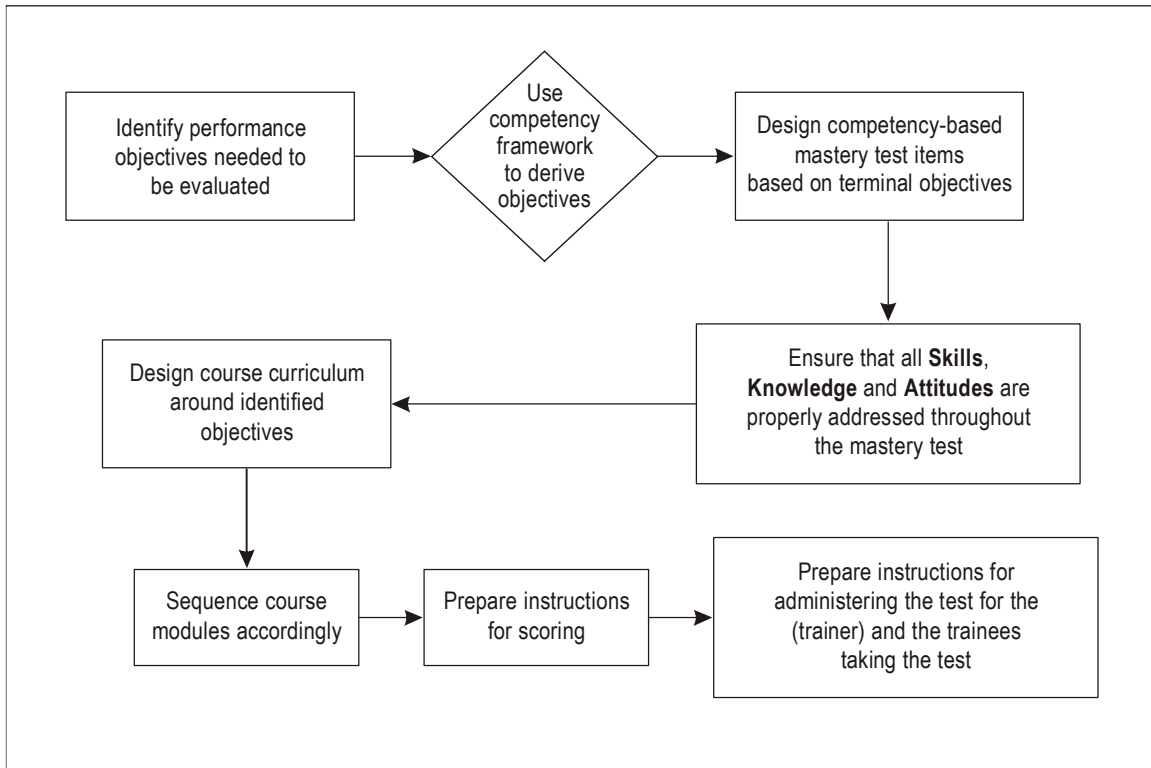 Identify performance
objectives needed to
be evaluated
Use
competency
framework
to derive
objectives
Design competency-based
mastery test items
based on terminal objectives
Ensure that all Skills,
Knowledge and Attitudes are
properly addressed throughout
the mastery test
Design course curriculum
around identified
objectives
Sequence course
modules accordingly
Prepare instructions
for scoring
Prepare instructions for
administering the test for the
(trainer) and the trainees
taking the test